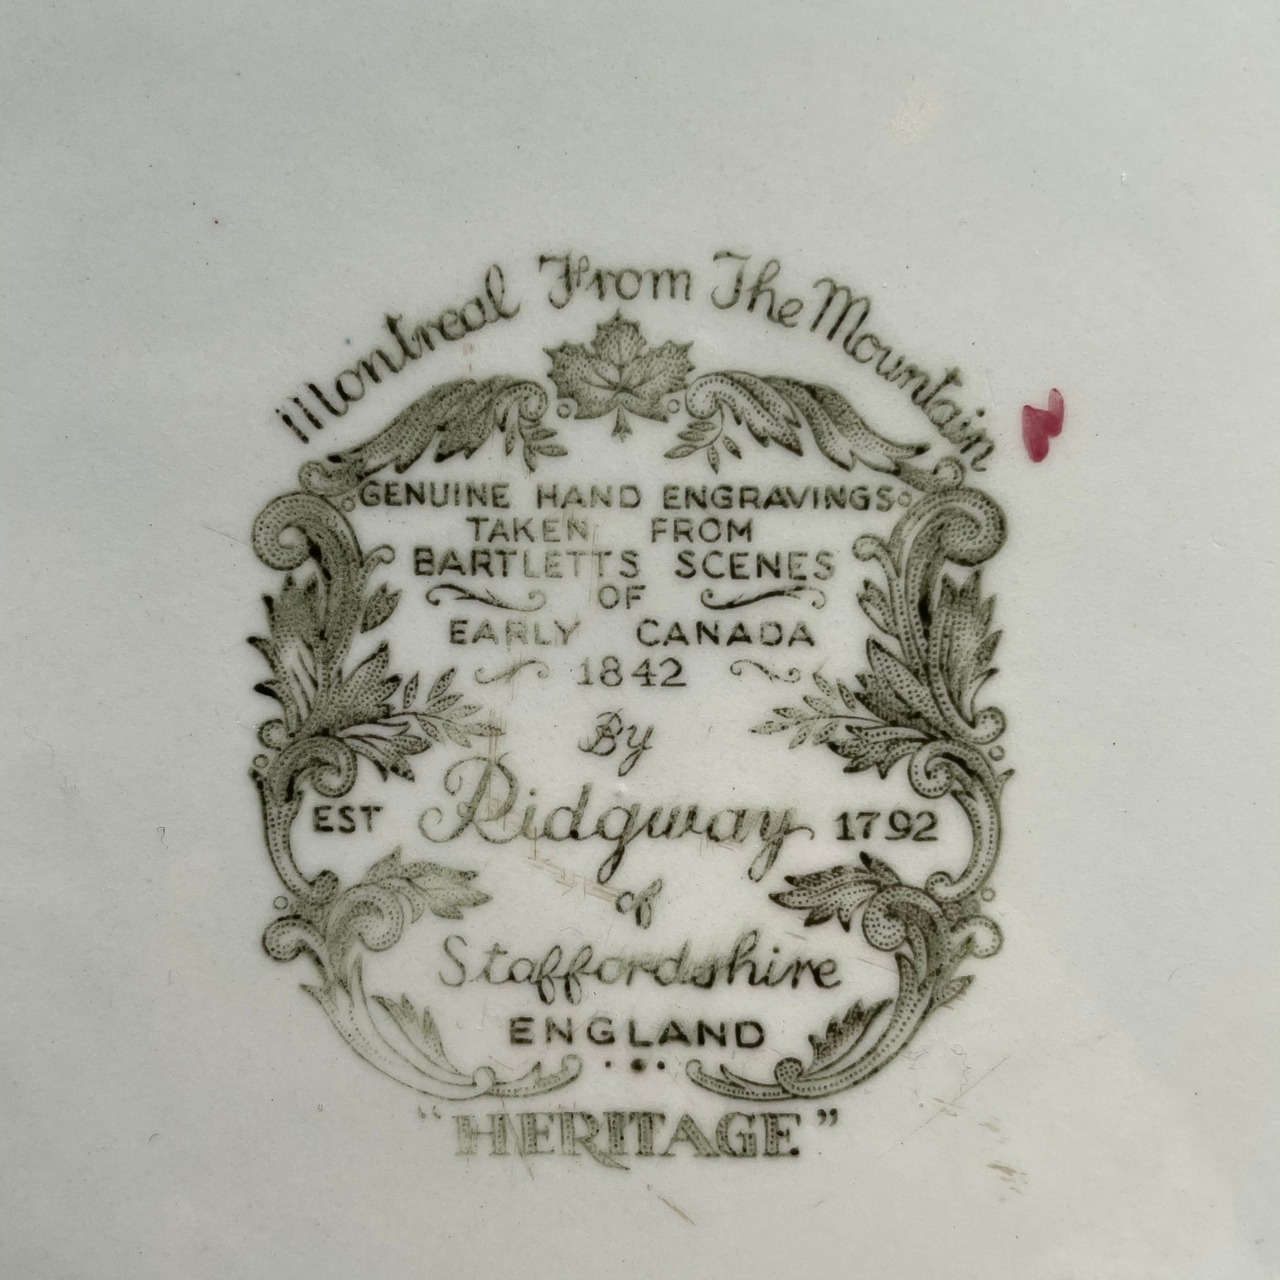 Montreal From The Mountain
GENUINE HAND ENGRAVINGS
TAKEN FROM
BARTLETTS SCENES
OF
EARLY CANADA
1842
By
EST Ridgway 1792
of
Staffordshire
ENGLAND
"HERITAGE"